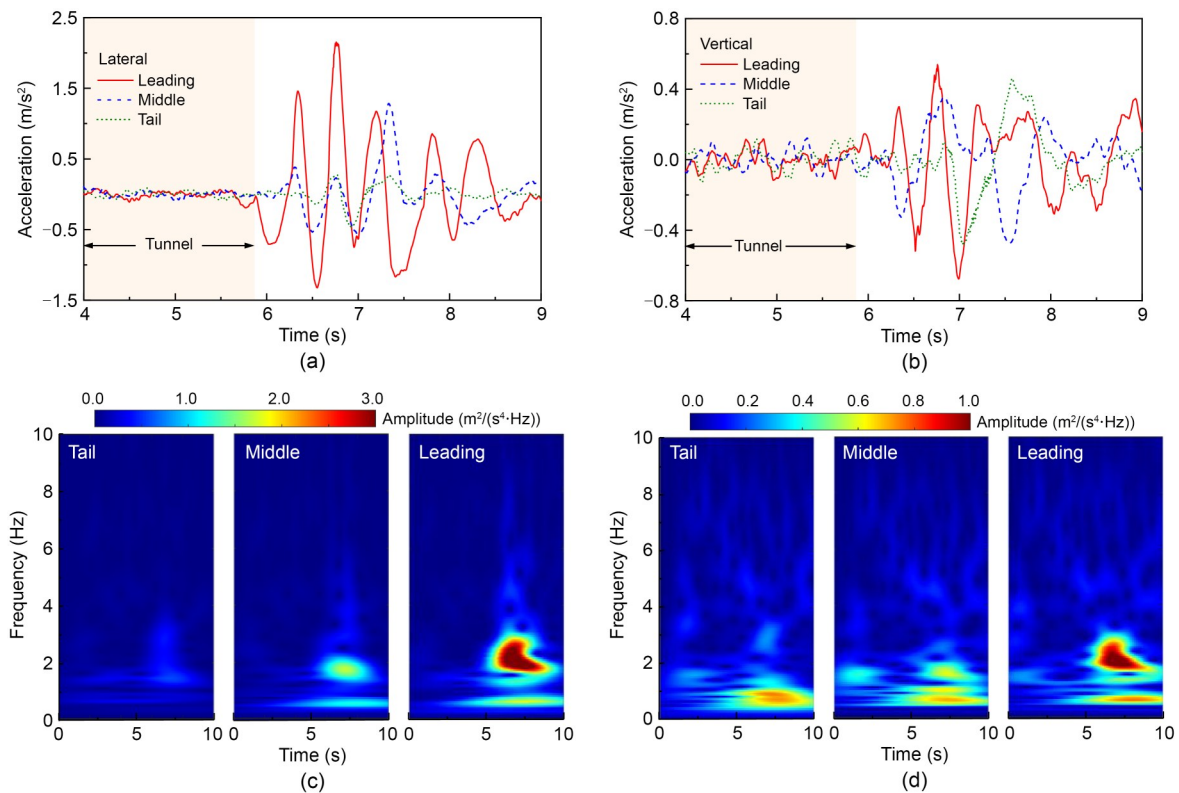 2.5
1.5
0.5
−0.5
−1.5
Acceleration (m/s²)
Lateral
Leading
Middle
Tail
Tunnel
4 5 6 7 8 9
Time (s)
(a)
0.8
0.4
0.0
−0.4
−0.8
Acceleration (m/s²)
Vertical
Leading
Middle
Tail
Tunnel
4 5 6 7 8 9
Time (s)
(b)
0.0 1.0 2.0 3.0
Amplitude (m²/(s⁴·Hz))
10
8
6
4
2
0
Frequency (Hz)
Tail Middle Leading
0 5 10 0 5 10 0 5 10
Time (s)
(c)
0.0 0.2 0.4 0.6 0.8 1.0
Amplitude (m²/(s⁴·Hz))
10
8
6
4
2
0
Frequency (Hz)
Tail Middle Leading
0 5 10 0 5 10 0 5 10
Time (s)
(d)